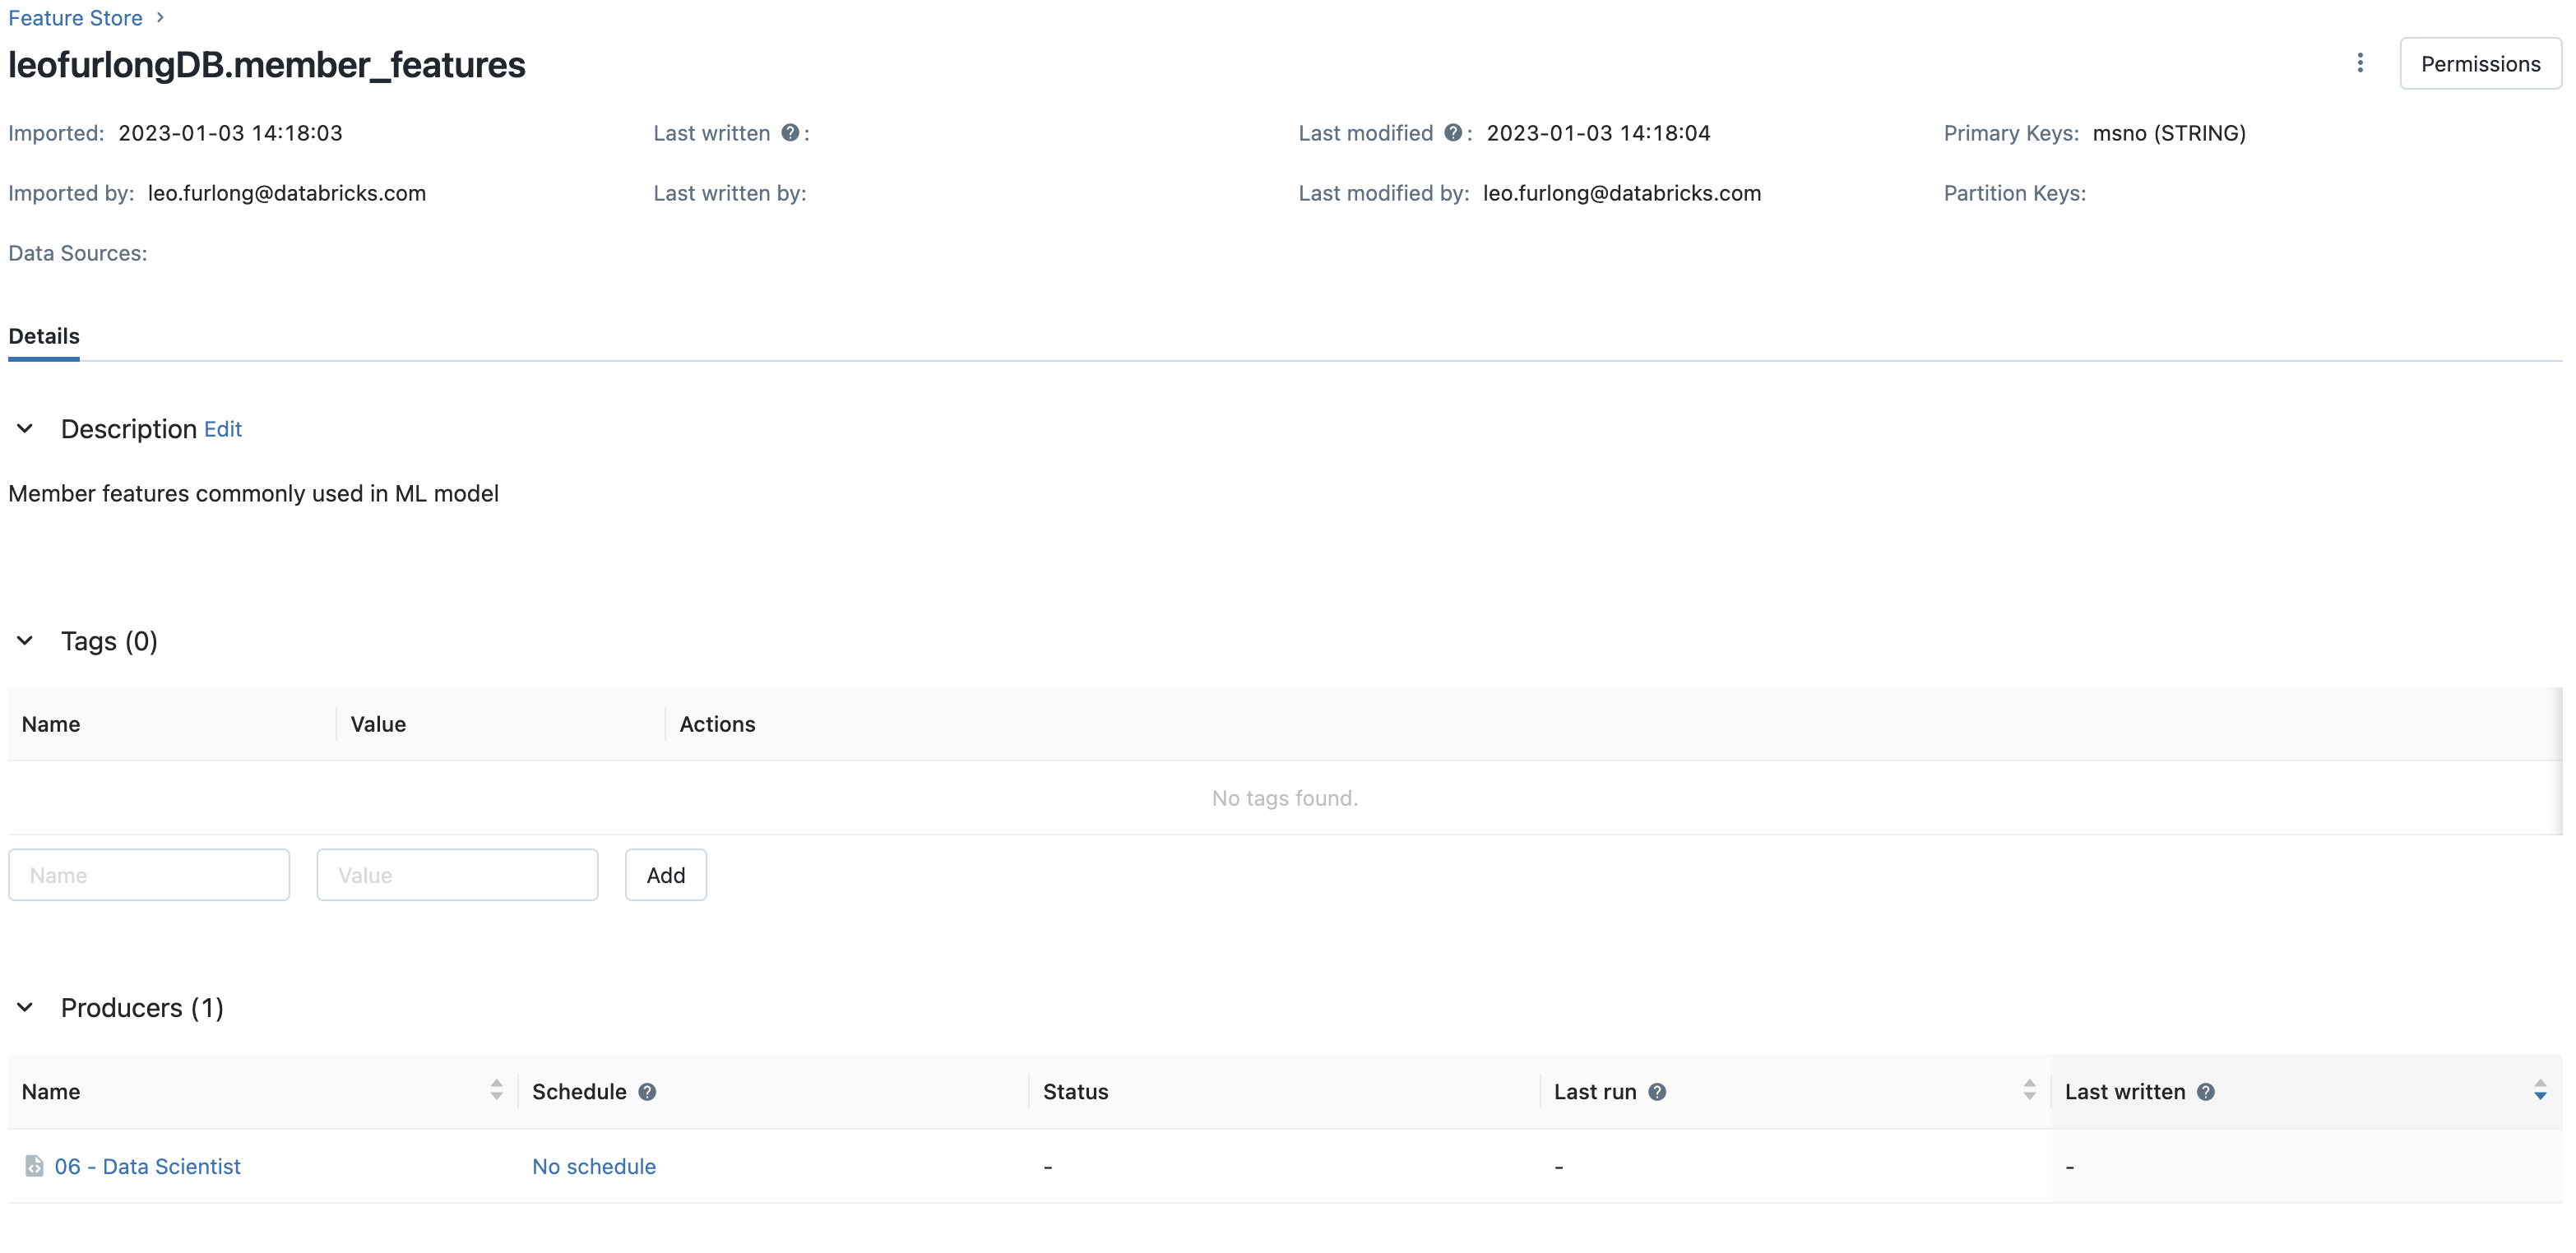 Feature Store >
leofurlongDB.member_features
Permissions
Imported: 2023-01-03 14:18:03 Last written ? : Last modified ? : 2023-01-03 14:18:04 Primary Keys: msno (STRING)
Imported by: leo.furlong@databricks.com Last written by: Last modified by: leo.furlong@databricks.com Partition Keys:
Data Sources:
Details
Description Edit
Member features commonly used in ML model
Tags (0)
Name Value Actions
No tags found.
Name Value Add
Producers (1)
Name Schedule ? Status Last run ? Last written ?
06 - Data Scientist No schedule - - -